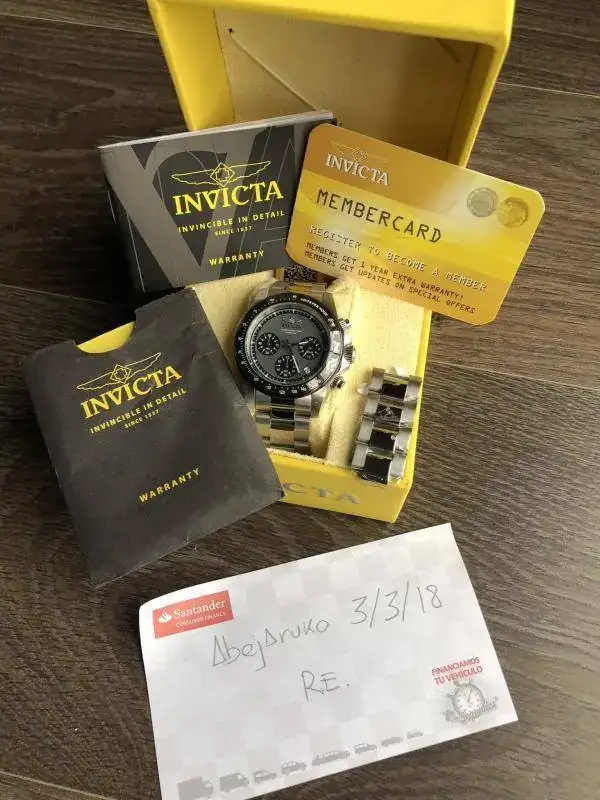 INVICTA
INVINCIBLE IN DETAIL
SINCE 1837
WARRANTY
INVICTA
MEMBERCARD
REGISTER TO BECOME A MEMBER
MEMBERS GET 1 YEAR EXTRA WARRANTY!
MEMBERS GET UPDATES ON SPECIAL OFFERS
INVICTA
INVICTA
INVINCIBLE IN DETAIL
SINCE 1837
WARRANTY
INVICTA
Santander
CONSUMER FINANCE
AbejAruko 3/3/18
R.E.
FINANCIAMOS
TU VEHÍCULO